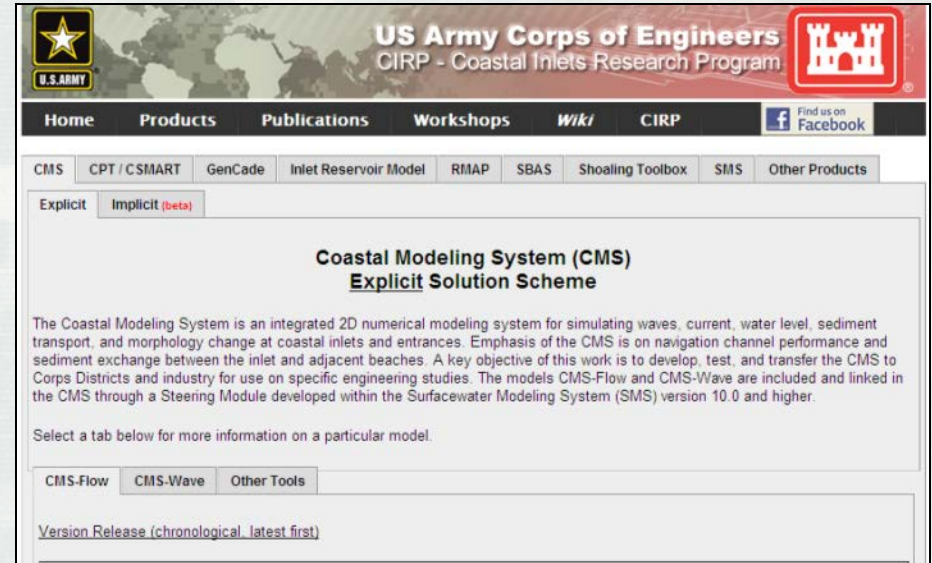 US Army Corps of Engineers
CIRP - Coastal Inlets Research Program
U.S.ARMY
®
Home Products Publications Workshops Wiki CIRP Find us on Facebook
CMS CPT / CSMART GenCade Inlet Reservoir Model RMAP SBAS Shoaling Toolbox SMS Other Products
Explicit Implicit (beta)
Coastal Modeling System (CMS)
Explicit Solution Scheme
The Coastal Modeling System is an integrated 2D numerical modeling system for simulating waves, current, water level, sediment
transport, and morphology change at coastal inlets and entrances. Emphasis of the CMS is on navigation channel performance and
sediment exchange between the inlet and adjacent beaches. A key objective of this work is to develop, test, and transfer the CMS to
Corps Districts and industry for use on specific engineering studies. The models CMS-Flow and CMS-Wave are included and linked in
the CMS through a Steering Module developed within the Surfacewater Modeling System (SMS) version 10.0 and higher.
Select a tab below for more information on a particular model.
CMS-Flow CMS-Wave Other Tools
Version Release (chronological, latest first)